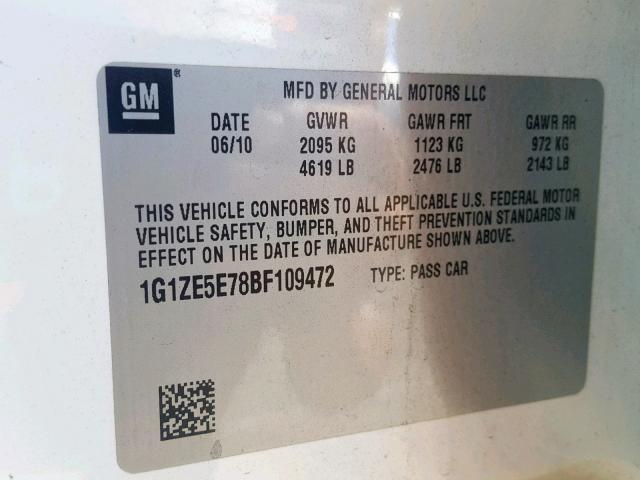 GM®
MFD BY GENERAL MOTORS LLC
DATE GVWR GAWR FRT GAWR RR
06/10 2095 KG 1123 KG 972 KG
4619 LB 2476 LB 2143 LB
THIS VEHICLE CONFORMS TO ALL APPLICABLE U.S. FEDERAL MOTOR
VEHICLE SAFETY, BUMPER, AND THEFT PREVENTION STANDARDS IN
EFFECT ON THE DATE OF MANUFACTURE SHOWN ABOVE.
1G1ZE5E78BF109472 TYPE: PASS CAR